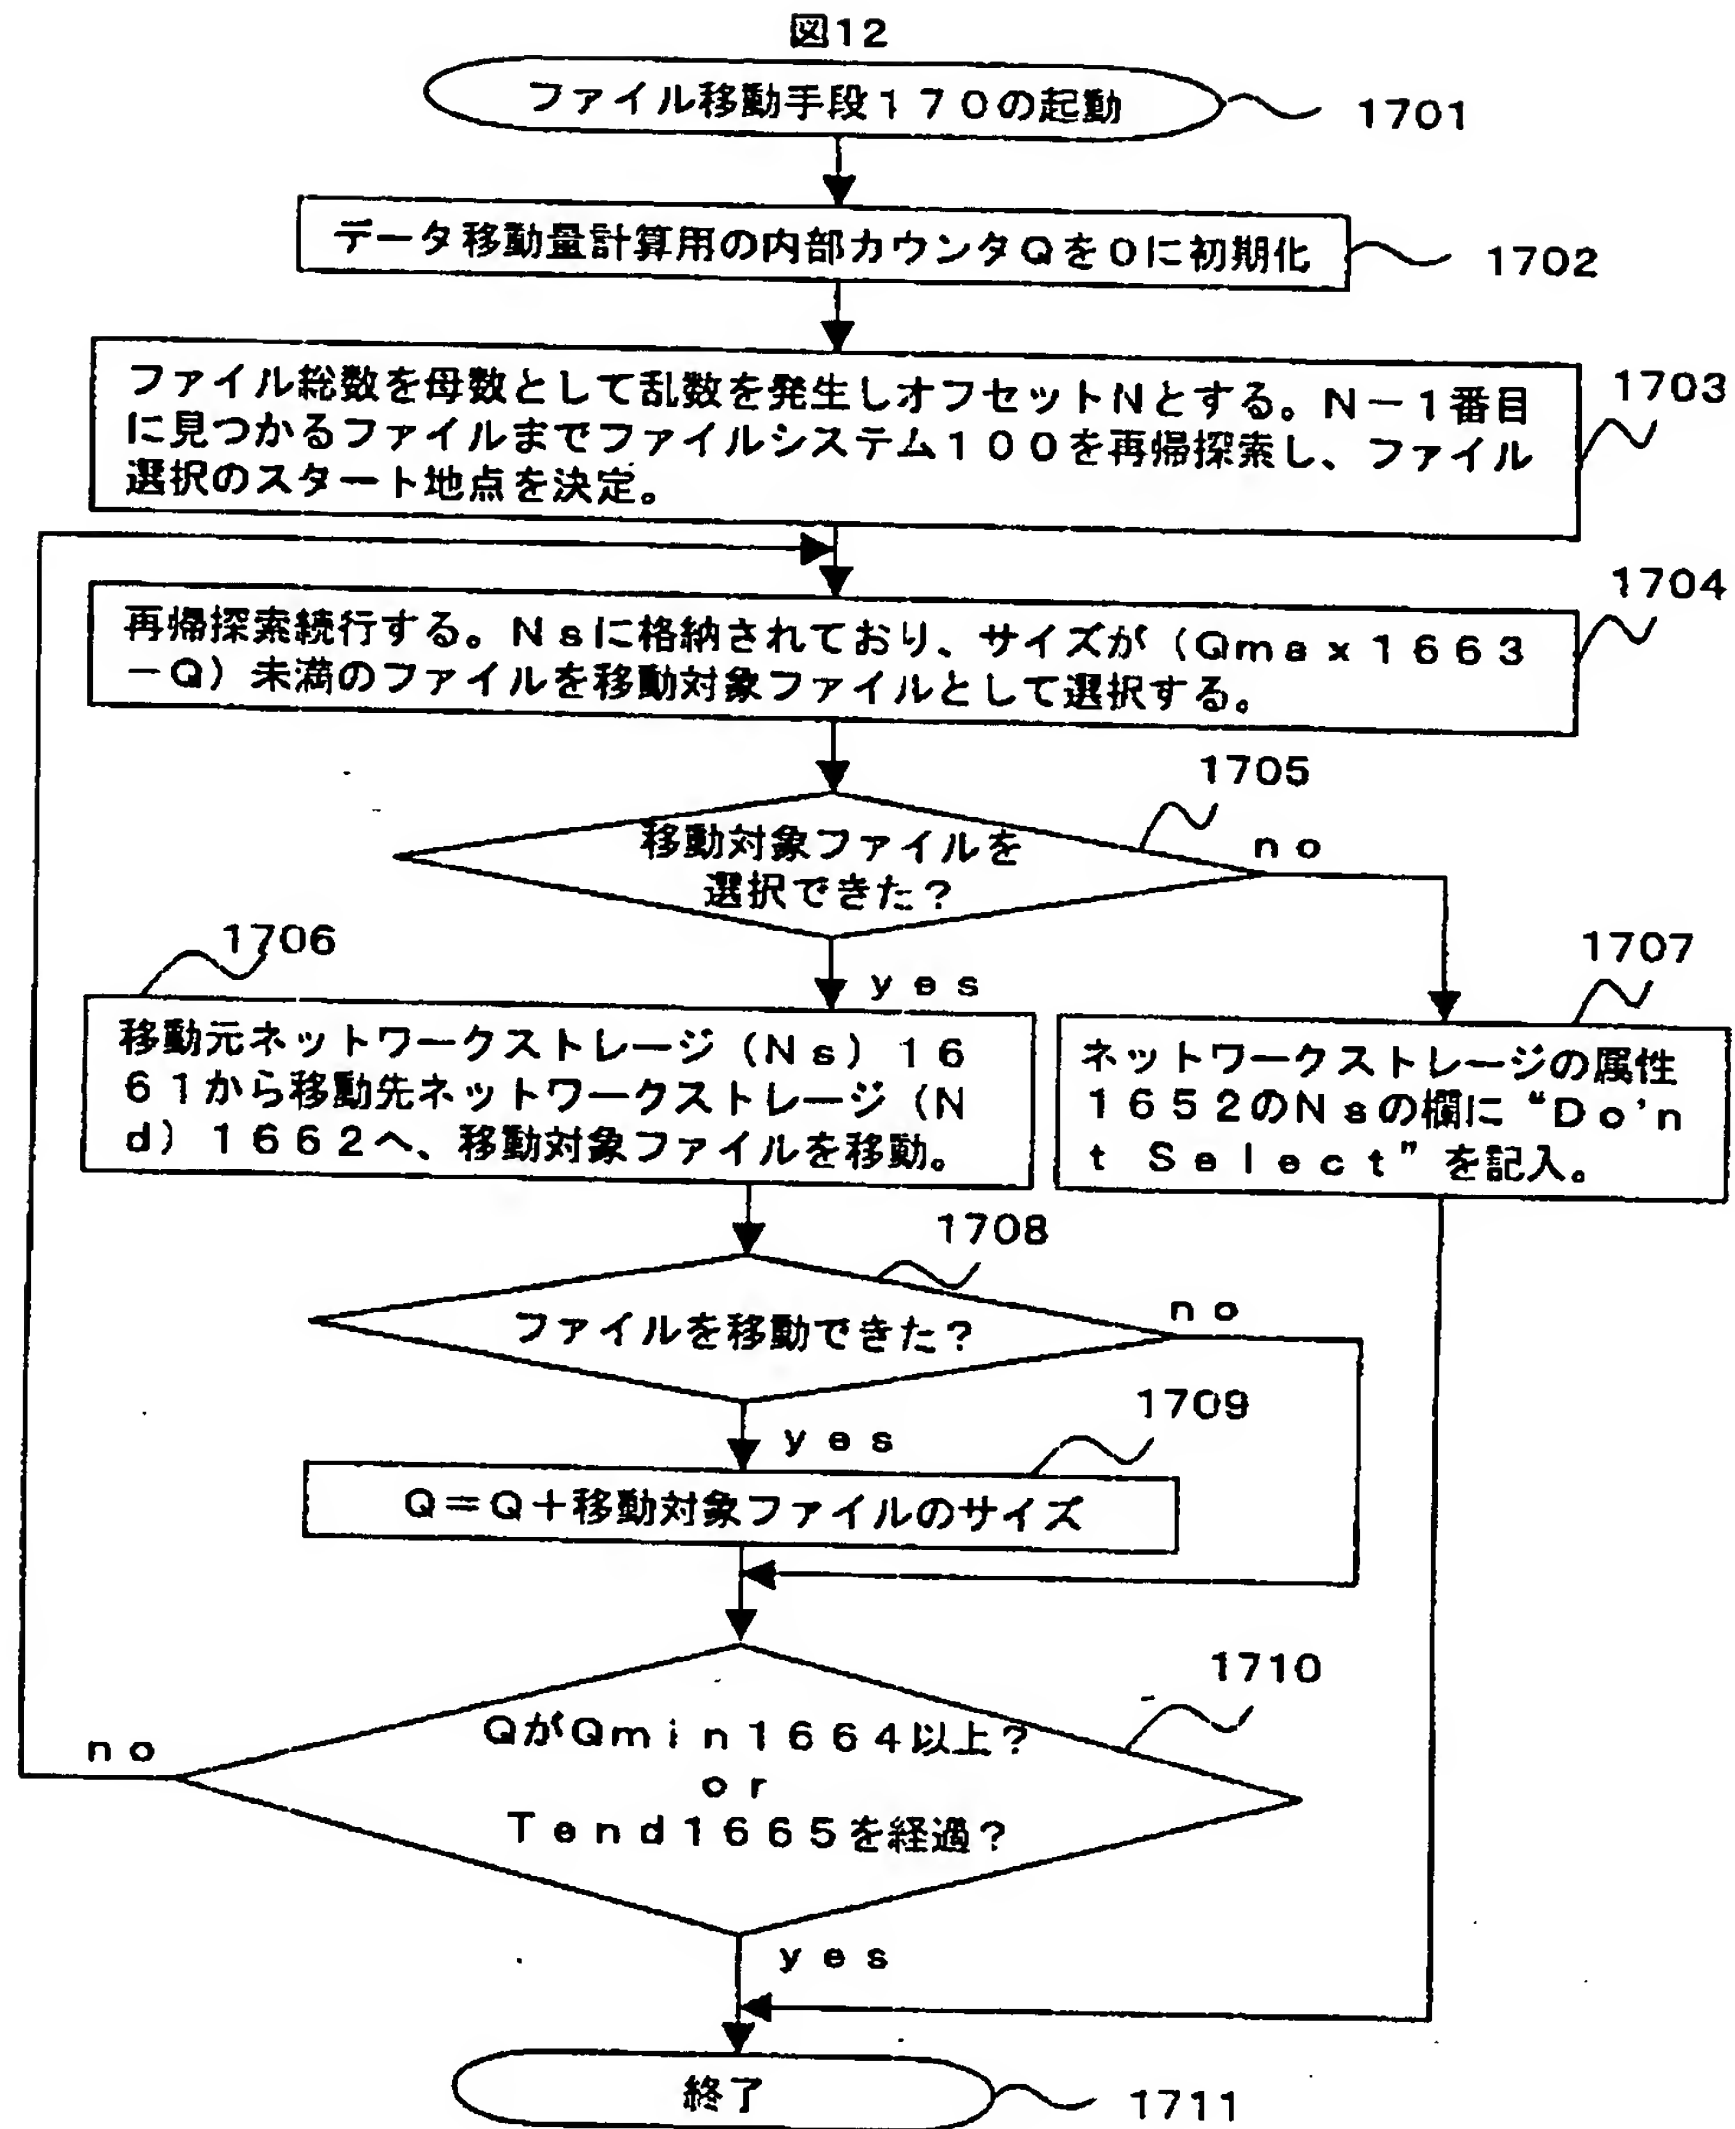 図12
ファイル移動手段170の起動
1701
データ移動量計算用の内部カウンタQを0に初期化
1702
ファイル総数を母数として乱数を発生しオフセットNとする。N－1番目
に見つかるファイルまでファイルシステム100を再帰探索し、ファイル
選択のスタート地点を決定。
1703
再帰探索続行する。Nsに格納されており、サイズが（Qmax1663
－Q）未満のファイルを移動対象ファイルとして選択する。
1704
移動対象ファイルを
選択できた？
1705
no
yes
1706
移動元ネットワークストレージ（Ns）16
61から移動先ネットワークストレージ（N
d）1662へ、移動対象ファイルを移動。
1707
ネットワークストレージの属性
1652のNsの欄に“Do'n
t Select”を記入。
1708
ファイルを移動できた？
no
yes
1709
Q＝Q＋移動対象ファイルのサイズ
1710
QがQmin1664以上？
or
Tend1665を経過？
no
yes
終了
1711